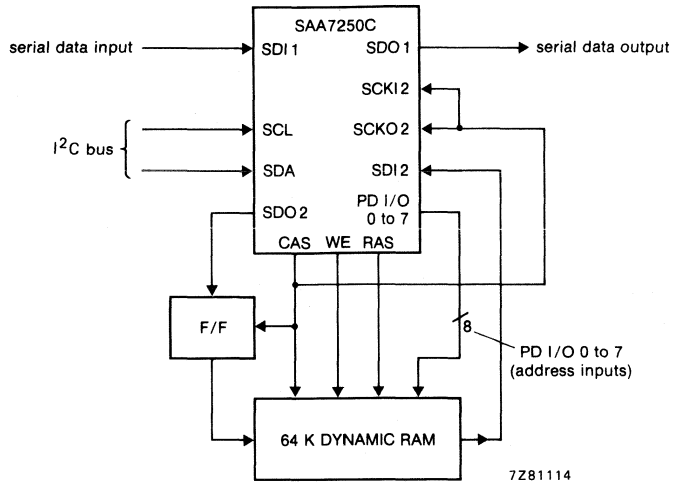 SAA7250C
serial data input
SDI 1
SDO 1
serial data output
SCKI 2
I²C bus
SCL
SCKO 2
SDA
SDI 2
SDO 2
PD I/O
0 to 7
CAS
WE
RAS
F/F
8
PD I/O 0 to 7
(address inputs)
64 K DYNAMIC RAM
7Z81114